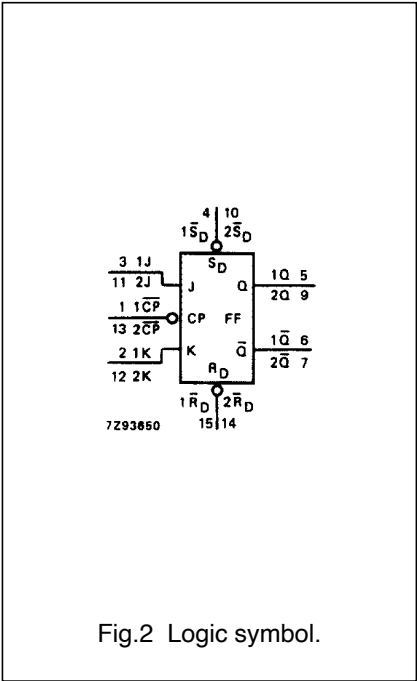 4 10
1S̅D 2S̅D
SD
3 1J
11 2J
J
Q
1Q 5
2Q 9
1 1C̅P̅
13 2C̅P̅
CP FF
2 1K
12 2K
K
Q̅
1Q̅ 6
2Q̅ 7
RD
1R̅D 2R̅D
15 14
7Z93650
Fig.2 Logic symbol.